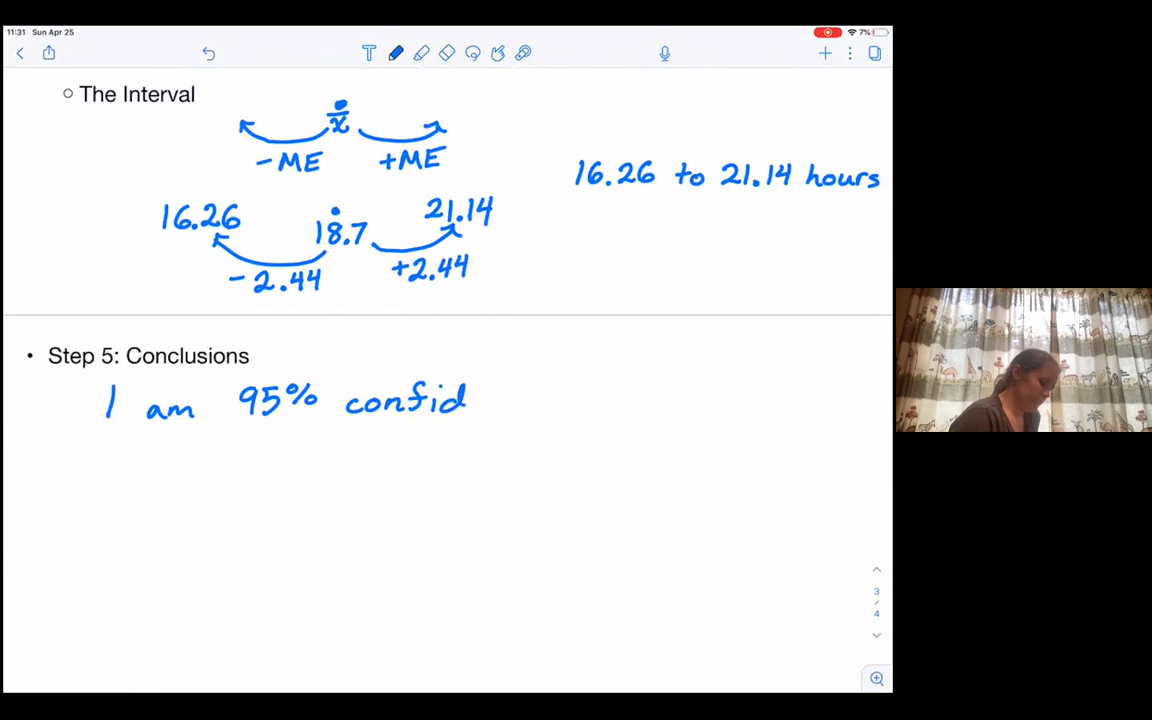 11:31 Sun Apr 25
7%
T
The Interval
x̄
-ME +ME
16.26 to 21.14 hours
16.26 18.7 21.14
-2.44 +2.44
Step 5: Conclusions
I am 95% confid
3
/
4